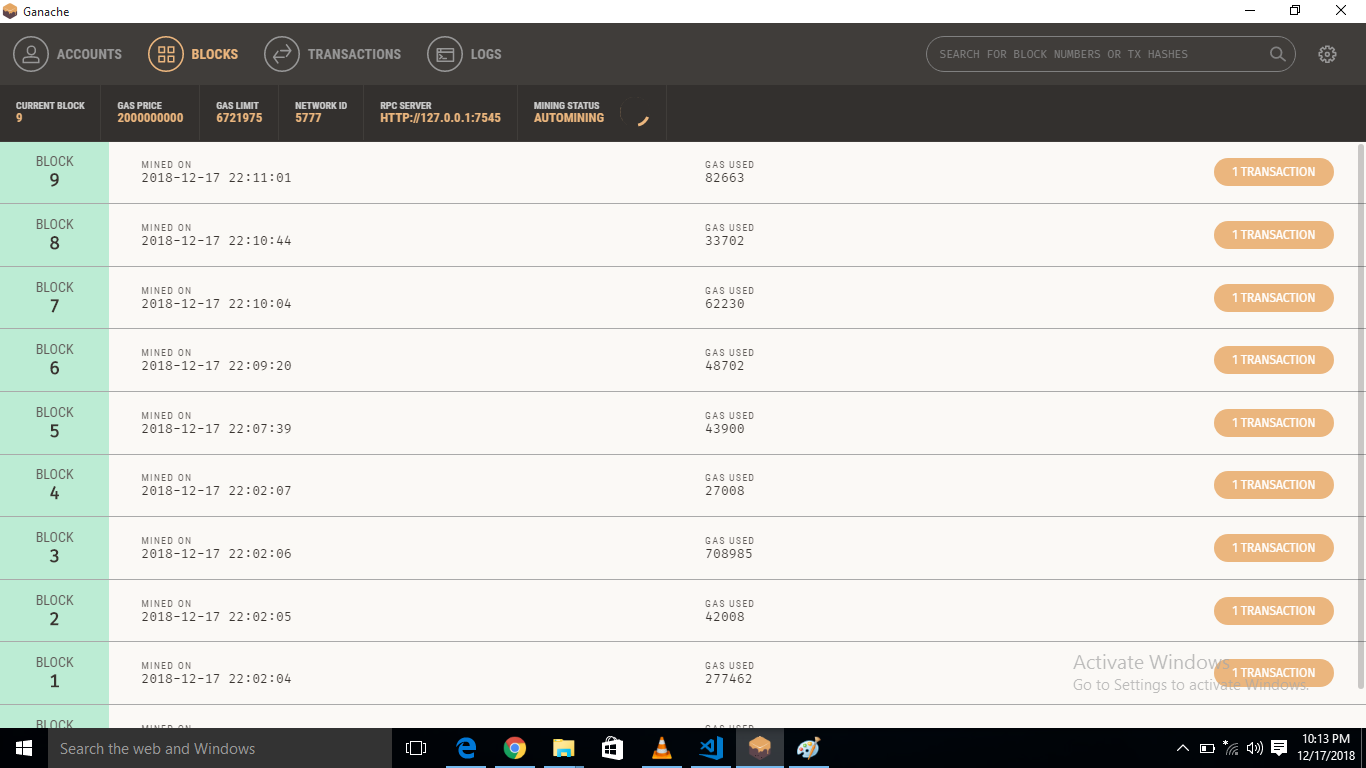 Ganache
ACCOUNTS BLOCKS TRANSACTIONS LOGS SEARCH FOR BLOCK NUMBERS OR TX HASHES
CURRENT BLOCK GAS PRICE GAS LIMIT NETWORK ID RPC SERVER MINING STATUS
9 2000000000 6721975 5777 HTTP://127.0.0.1:7545 AUTOMINING
BLOCK MINED ON GAS USED
9 2018-12-17 22:11:01 82663 1 TRANSACTION
BLOCK MINED ON GAS USED
8 2018-12-17 22:10:44 33702 1 TRANSACTION
BLOCK MINED ON GAS USED
7 2018-12-17 22:10:04 62230 1 TRANSACTION
BLOCK MINED ON GAS USED
6 2018-12-17 22:09:20 48702 1 TRANSACTION
BLOCK MINED ON GAS USED
5 2018-12-17 22:07:39 43900 1 TRANSACTION
BLOCK MINED ON GAS USED
4 2018-12-17 22:02:07 27008 1 TRANSACTION
BLOCK MINED ON GAS USED
3 2018-12-17 22:02:06 708985 1 TRANSACTION
BLOCK MINED ON GAS USED
2 2018-12-17 22:02:05 42008 1 TRANSACTION
BLOCK MINED ON GAS USED
1 2018-12-17 22:02:04 277462 1 TRANSACTION
Activate Windows
Go to Settings to activate Windows.
BLOCK MINED ON GAS USED
Search the web and Windows
10:13 PM
12/17/2018